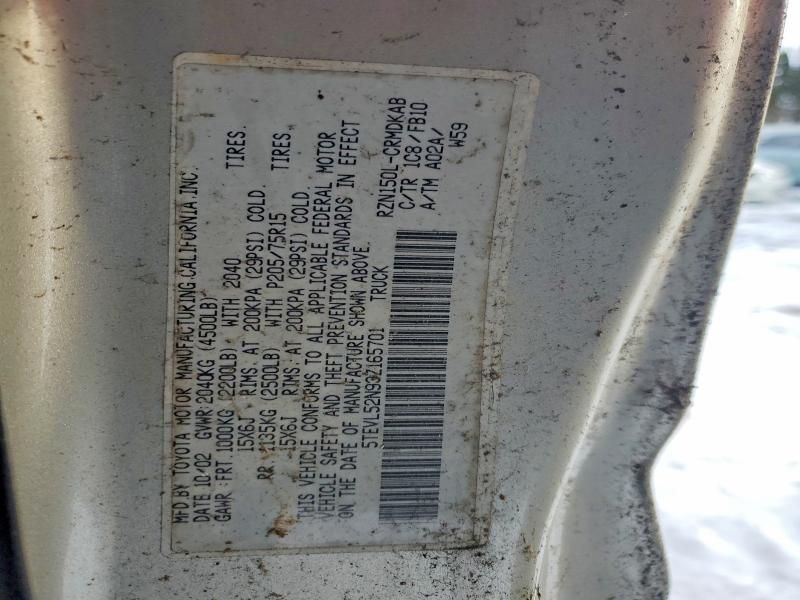 MFD.BY TOYOTA MOTOR MANUFACTURING,CALIFORNIA,INC.
DATE 10/02 GVWR 2040KG (4500LB)
GAWR FRT 1000KG (2200LB) WITH 2040 TIRES.
15X6J RIMS. AT 200KPA (29PSI) COLD.
RR 1135KG (2500LB) WITH P205/75R15 TIRES.
15X6J RIMS. AT 200KPA (29PSI) COLD.
THIS VEHICLE CONFORMS TO ALL APPLICABLE FEDERAL MOTOR
VEHICLE SAFETY AND THEFT PREVENTION STANDARDS IN EFFECT
ON THE DATE OF MANUFACTURE SHOWN ABOVE.
5TEVL52N93Z165701 TRUCK
RZN150L-CRMDKAB
C/TR 1C8/FB10
A/TM A02A/
W59